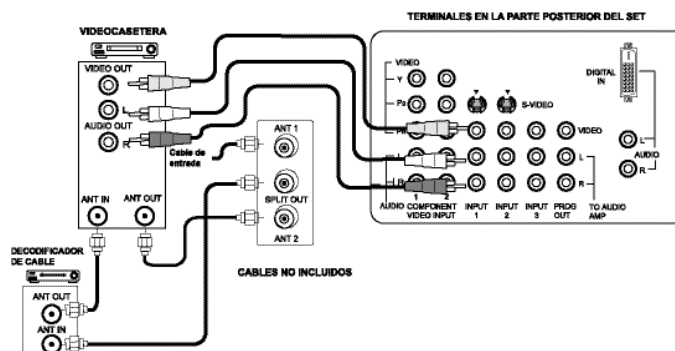 TERMINALES EN LA PARTE POSTERIOR DEL SET
VIDEOCASETERA
VIDEO OUT
L
AUDIO OUT
R
ANT IN
ANT OUT
Cable de
entrada
ANT 1
SPLIT OUT
ANT 2
CABLES NO INCLUIDOS
DECODIFICADOR
DE CABLE
ANT OUT
ANT IN
VIDEO
Y
S-VIDEO
VIDEO
L
R
1
2
AUDIO
COMPONENT
VIDEO INPUT
INPUT
1
INPUT
2
INPUT
3
PROG
OUT
TO AUDIO
AMP
DIGITAL
IN
L
AUDIO
R